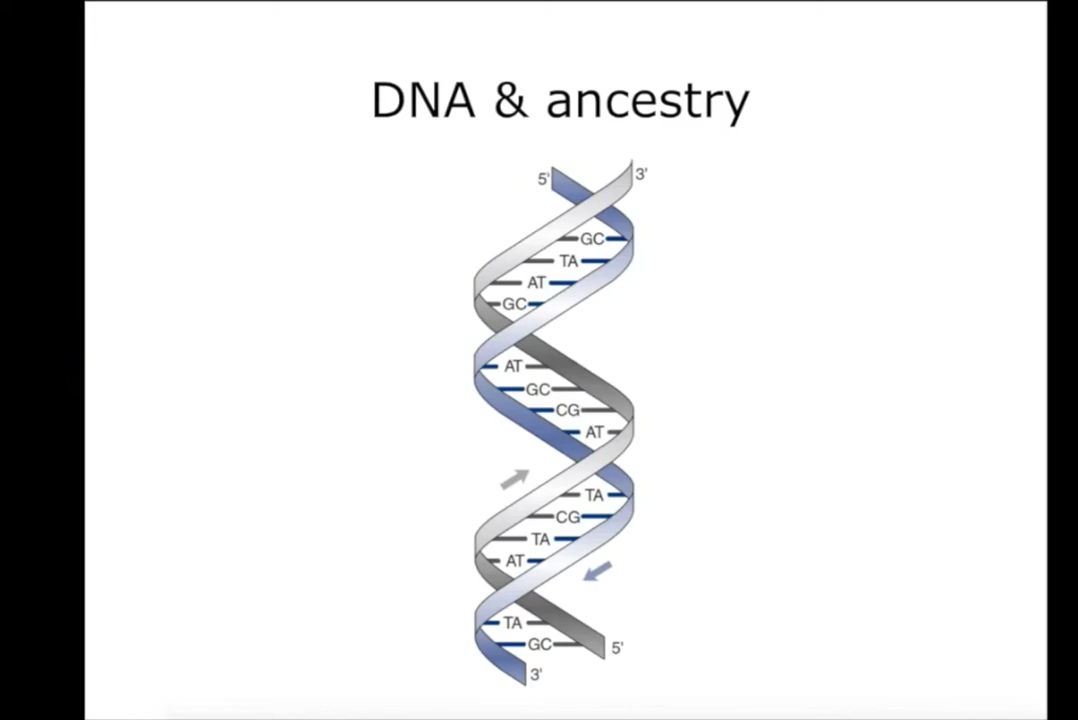 DNA & ancestry
5' 3'
GC
TA
AT
GC
AT
GC
CG
AT
TA
CG
TA
AT
TA
GC
5'
3'